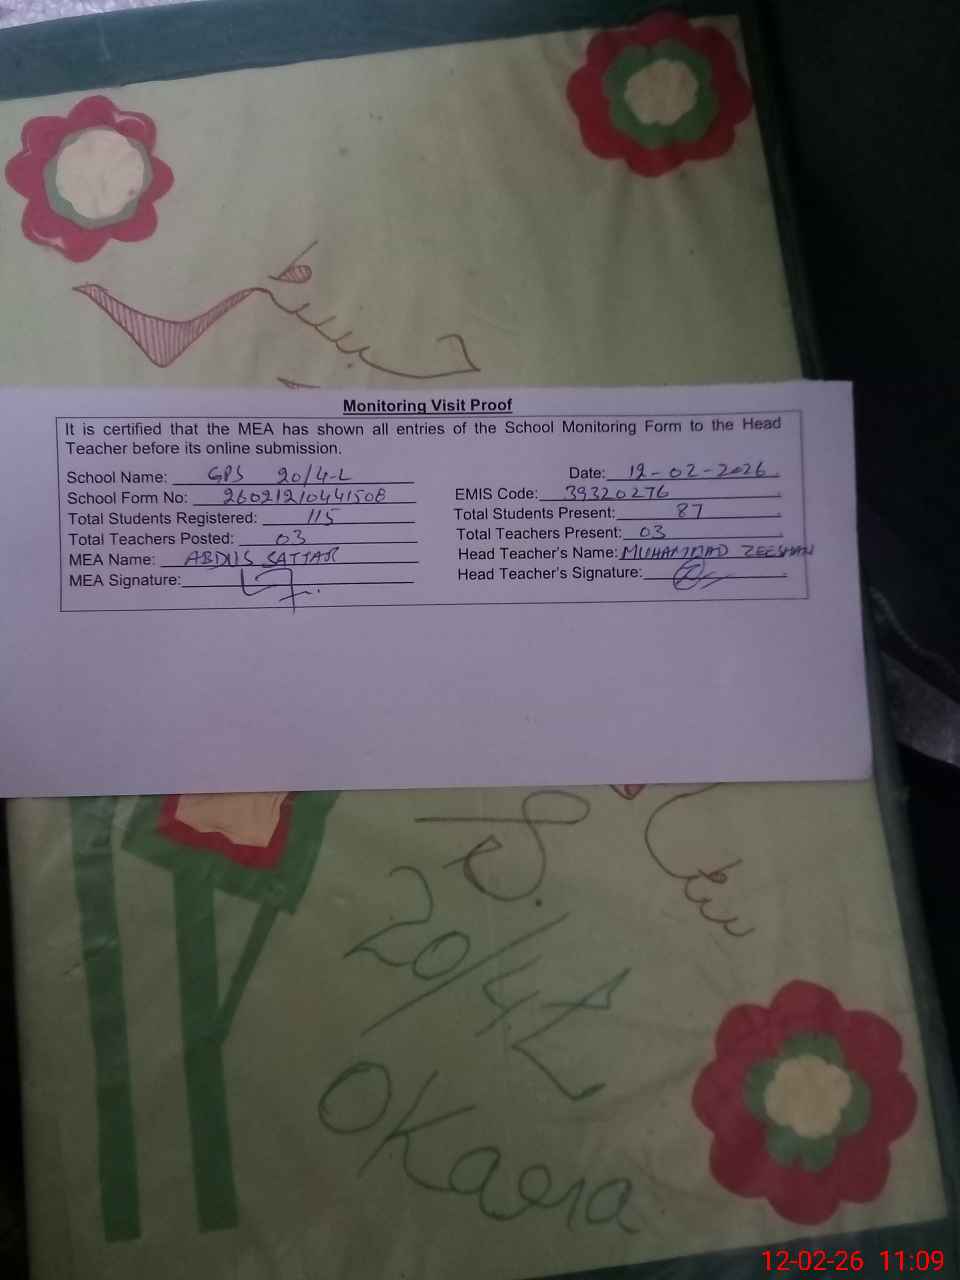 Monitoring Visit Proof
It is certified that the MEA has shown all entries of the School Monitoring Form to the Head
Teacher before its online submission.
School Name: GPS 20/4-L Date: 12-02-2026
School Form No: 26021210441508 EMIS Code: 39320276
Total Students Registered: 115 Total Students Present: 87
Total Teachers Posted: 03 Total Teachers Present: 03
MEA Name: ABDUS SATTAR Head Teacher's Name: MUHAMMAD ZEESHAN
MEA Signature: Head Teacher's Signature:
20/4L
Okara
12-02-26 11:09